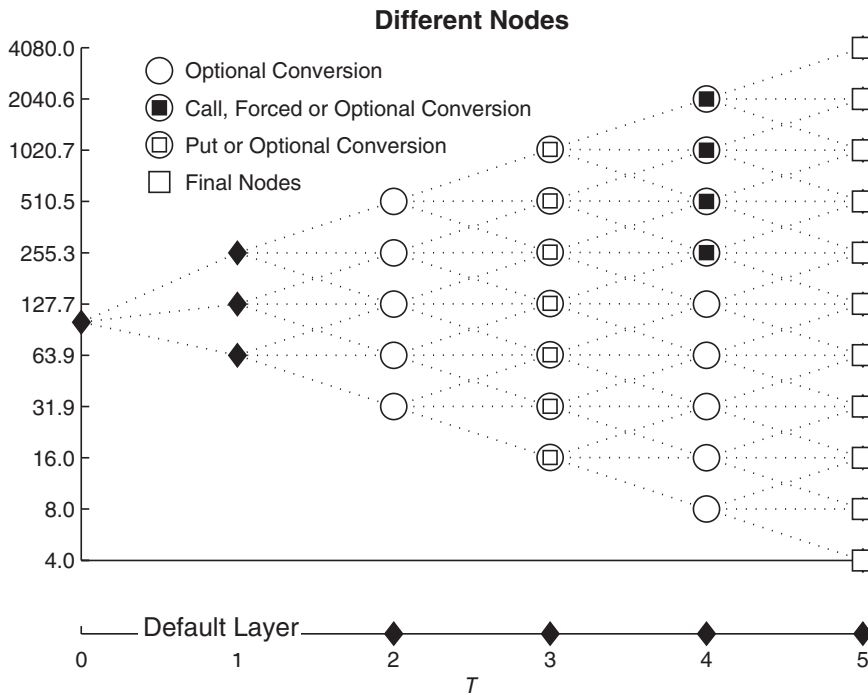 Different Nodes
4080.0
2040.6
1020.7
510.5
255.3
127.7
63.9
31.9
16.0
8.0
4.0
Optional Conversion
Call, Forced or Optional Conversion
Put or Optional Conversion
Final Nodes
Default Layer
0 1 2 3 4 5
T